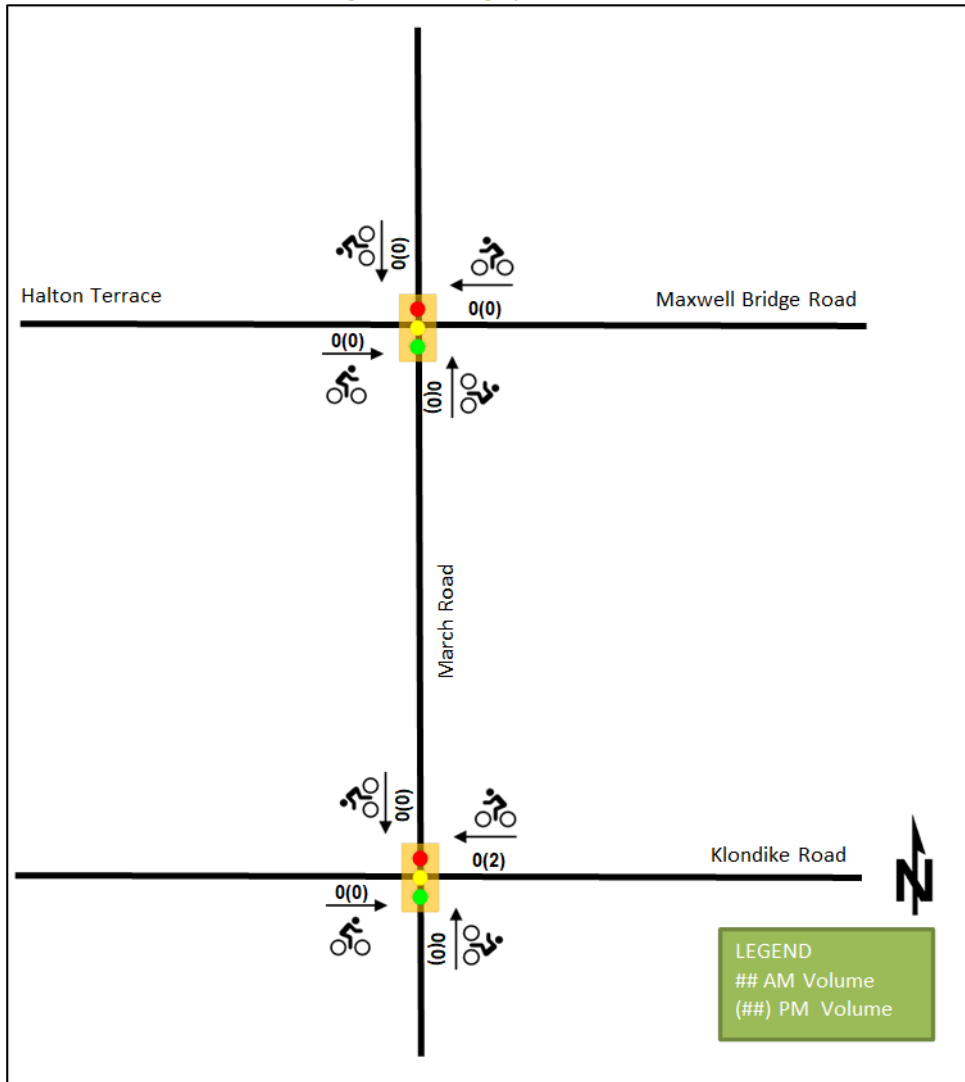 0(0)
0(0)
Halton Terrace
Maxwell Bridge Road
0(0)
0(0)
March Road
0(0)
0(2)
Klondike Road
0(0)
0(0)
N
LEGEND
## AM Volume
(##) PM Volume